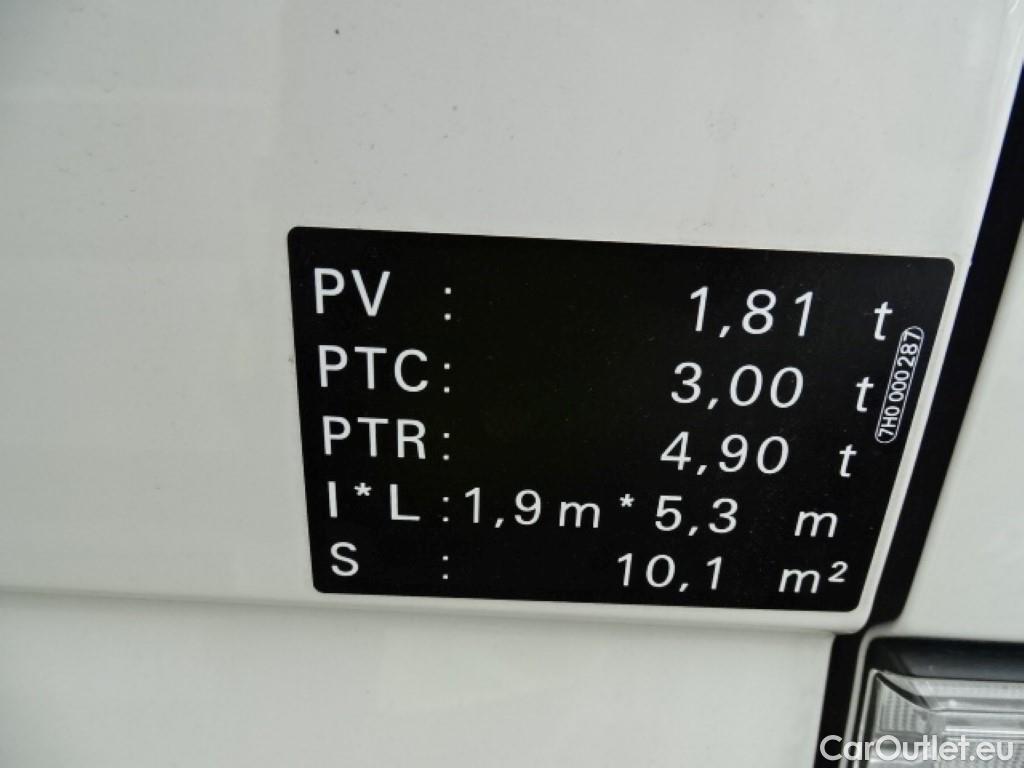 PV : 1,81 t
PTC : 3,00 t
PTR : 4,90 t
I * L : 1,9 m * 5,3 m
S : 10,1 m²
7H0 000 287
CarOutlet.eu